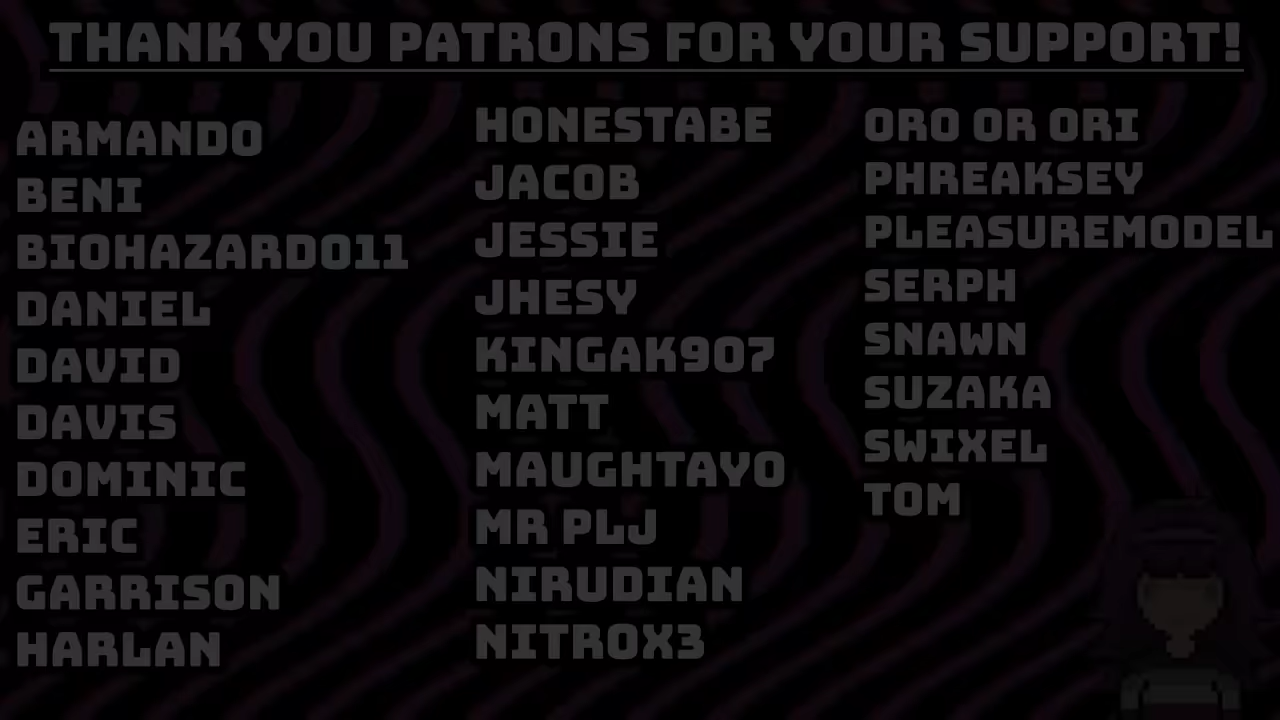 THANK YOU PATRONS FOR YOUR SUPPORT!
ARMANDO
BENI
BIOHAZARD011
DANIEL
DAVID
DAVIS
DOMINIC
ERIC
GARRISON
HARLAN
HONESTABE
JACOB
JESSIE
JHESY
KINGAK907
MATT
MAUGHTAYO
MR PLJ
NIRUDIAN
NITROX3
ORO OR ORI
PHREAKSEY
PLEASUREMODEL
SERPH
SNAWN
SUZAKA
SWIXEL
TOM